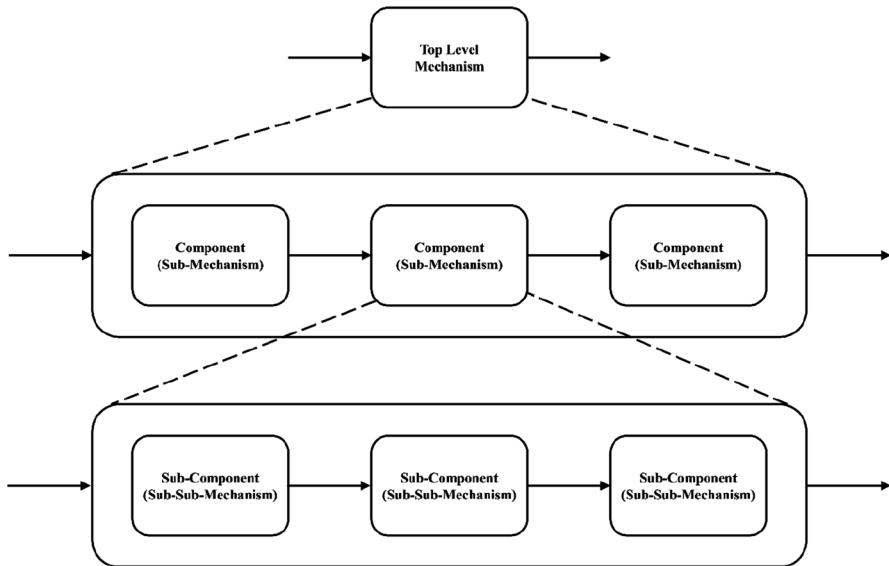 Top Level
Mechanism
Component
(Sub-Mechanism)
Component
(Sub-Mechanism)
Component
(Sub-Mechanism)
Sub-Component
(Sub-Sub-Mechanism)
Sub-Component
(Sub-Sub-Mechanism)
Sub-Component
(Sub-Sub-Mechanism)